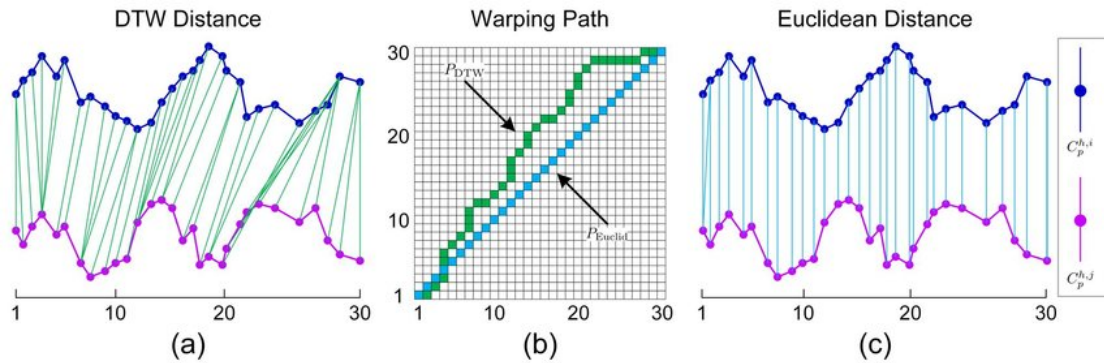 DTW Distance
Warping Path
Euclidean Distance
30
20
10
1
P_DTW
P_Euclid
C_p^{h,i}
C_p^{h,j}
1 10 20 30
1 10 20 30
1 10 20 30
(a)
(b)
(c)